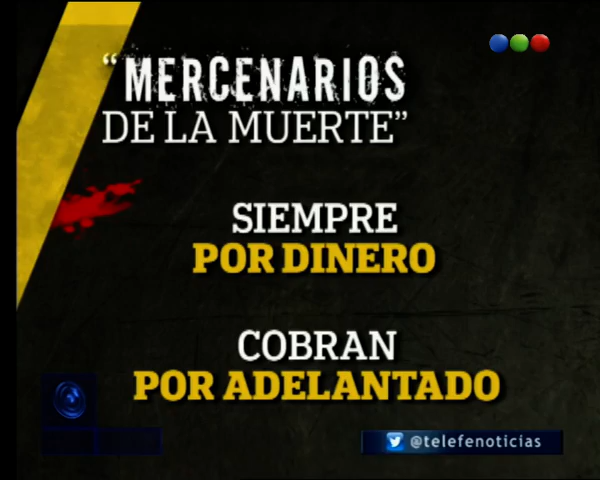 “MERCENARIOS
DE LA MUERTE”
SIEMPRE
POR DINERO
COBRAN
POR ADELANTADO
@telefenoticias